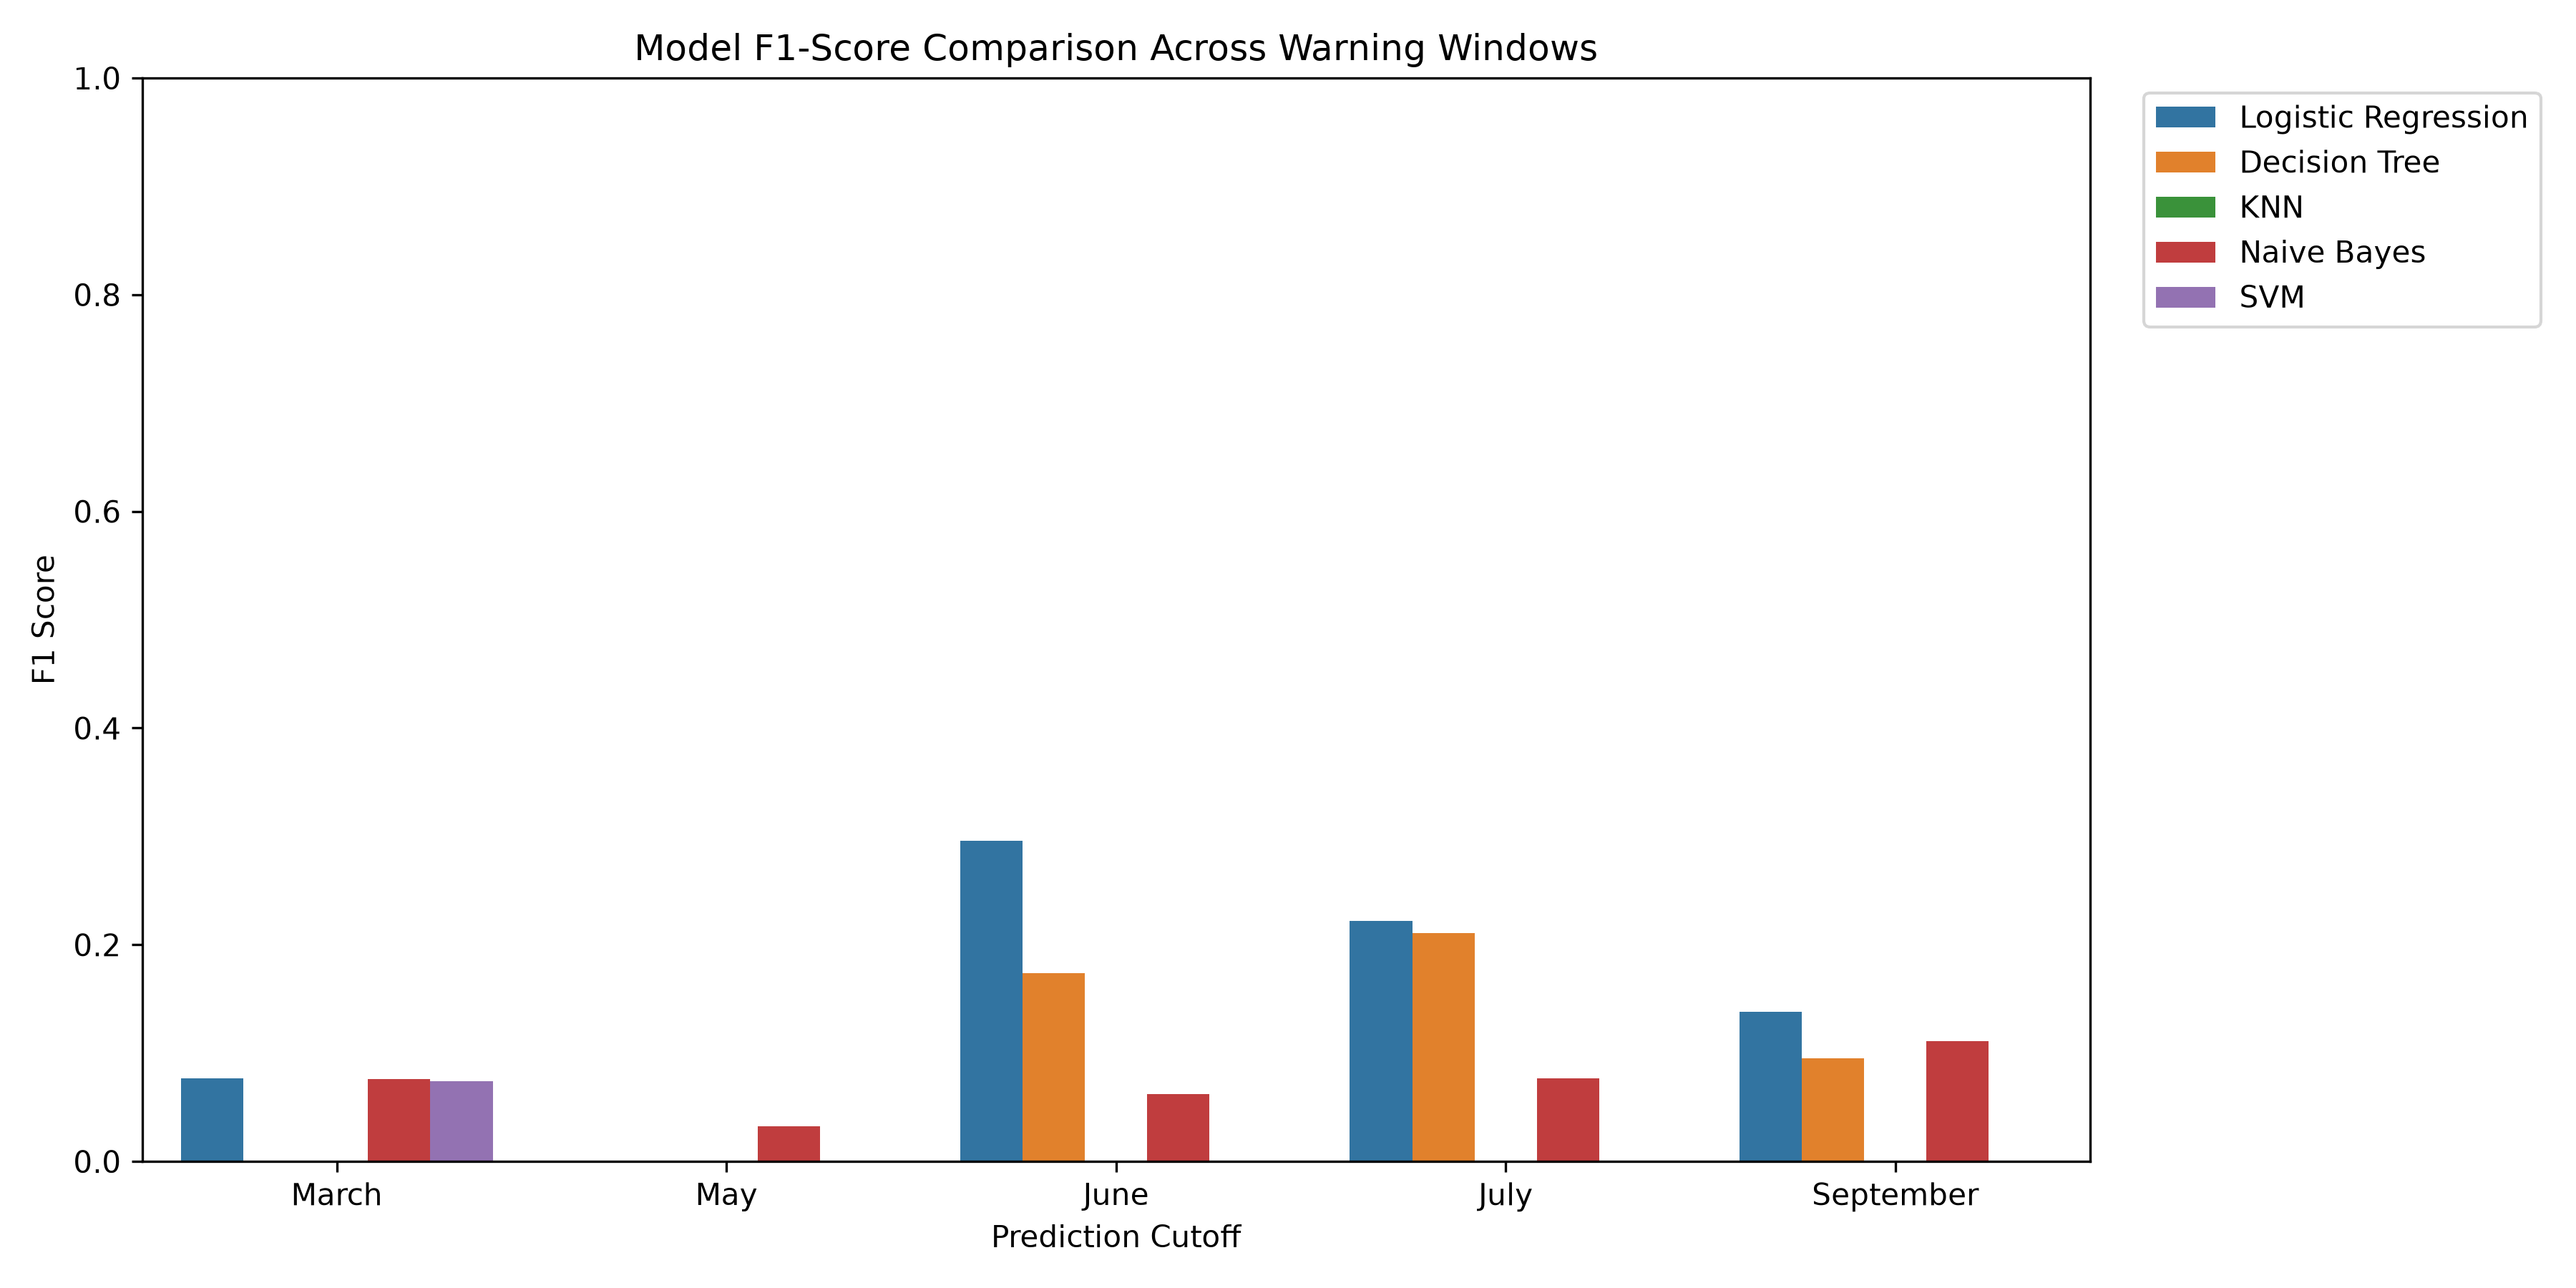 Model F1-Score Comparison Across Warning Windows
1.0
0.8
0.6
0.4
0.2
0.0
F1 Score
March
May
June
July
September
Prediction Cutoff
Logistic Regression
Decision Tree
KNN
Naive Bayes
SVM